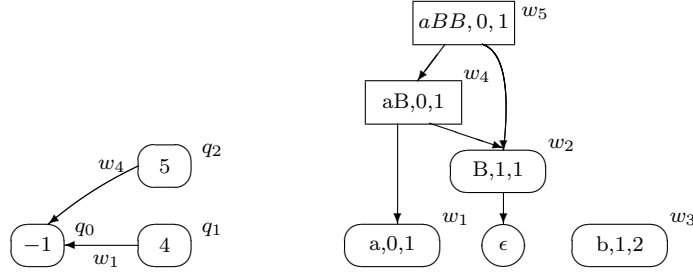 aBB, 0, 1 w5
aB,0,1 w4
w4 5 q2
B,1,1 w2
−1 q0 w1 4 q1
a,0,1 w1
ϵ
b,1,2 w3